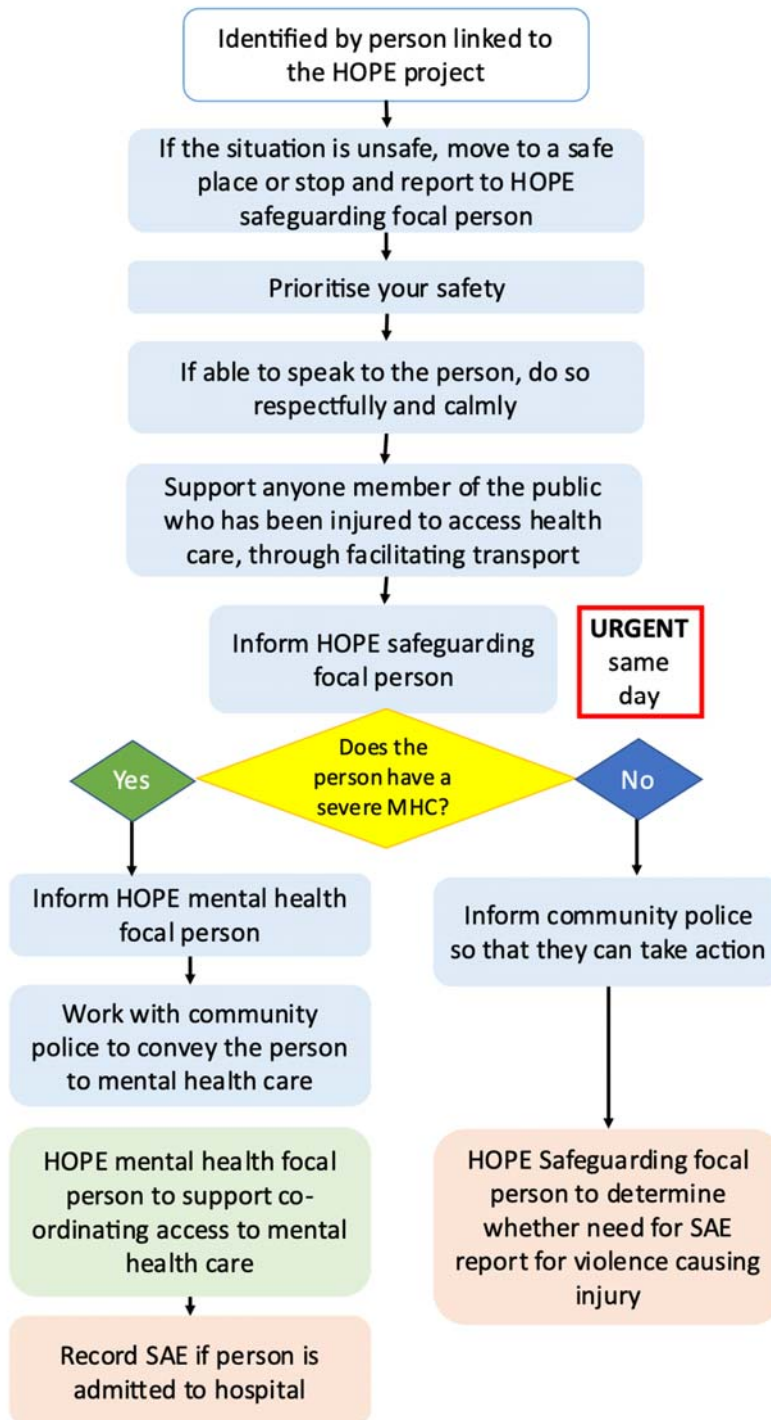 Identified by person linked to
the HOPE project
If the situation is unsafe, move to a safe
place or stop and report to HOPE
safeguarding focal person
Prioritise your safety
If able to speak to the person, do so
respectfully and calmly
Support anyone member of the public
who has been injured to access health
care, through facilitating transport
Inform HOPE safeguarding
focal person
URGENT
same
day
Does the
person have a
severe MHC?
Yes
No
Inform HOPE mental health
focal person
Work with community
police to convey the person
to mental health care
HOPE mental health focal
person to support co-
ordinating access to mental
health care
Record SAE if person is
admitted to hospital
Inform community police
so that they can take action
HOPE Safeguarding focal
person to determine
whether need for SAE
report for violence causing
injury